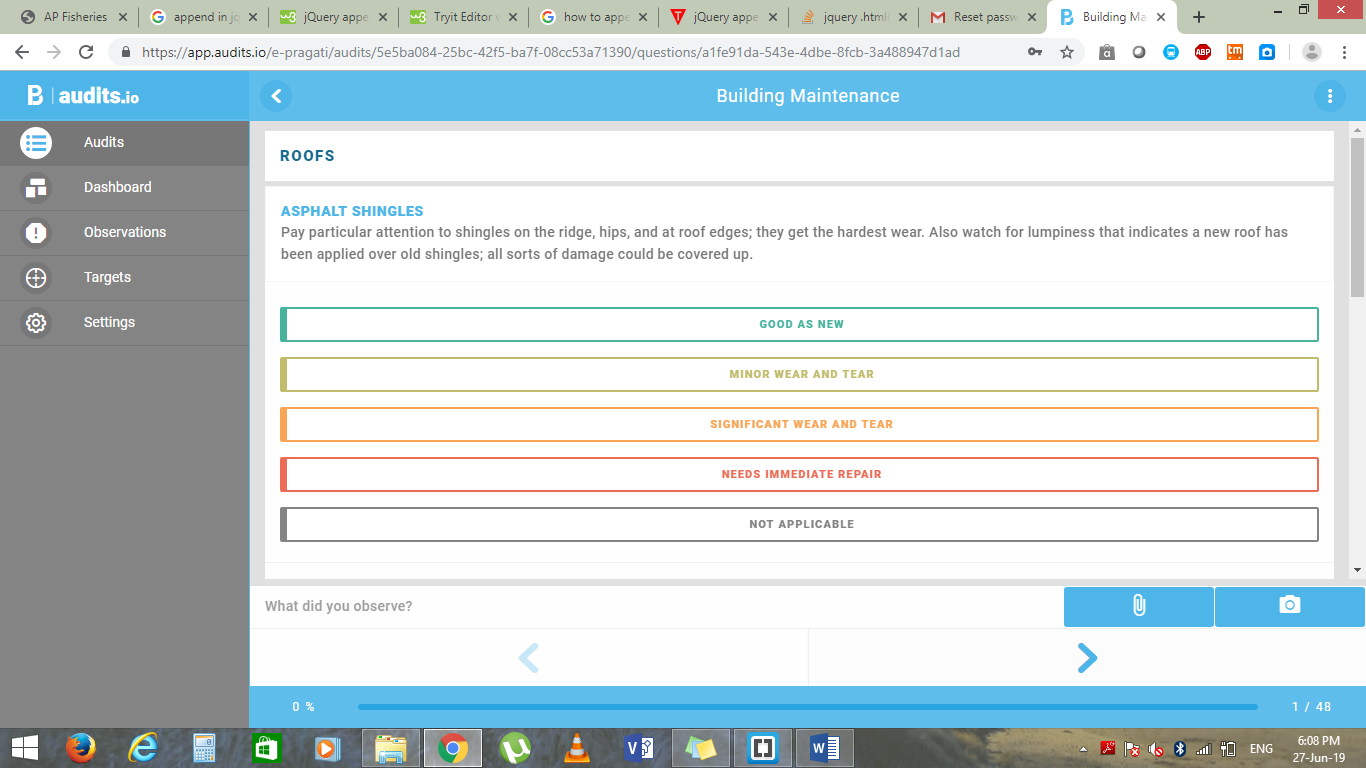 AP Fisheries
append in jq
jQuery appe
Tryit Editor v
how to appe
jQuery appe
jquery .html(
Reset passw
Building Ma
https://app.audits.io/e-pragati/audits/5e5ba084-25bc-42f5-ba7f-08cc53a71390/questions/a1fe91da-543e-4dbe-8fcb-3a488947d1ad
B | audits.io
Building Maintenance
Audits
Dashboard
Observations
Targets
Settings
ROOFS
ASPHALT SHINGLES
Pay particular attention to shingles on the ridge, hips, and at roof edges; they get the hardest wear. Also watch for lumpiness that indicates a new roof has
been applied over old shingles; all sorts of damage could be covered up.
GOOD AS NEW
MINOR WEAR AND TEAR
SIGNIFICANT WEAR AND TEAR
NEEDS IMMEDIATE REPAIR
NOT APPLICABLE
What did you observe?
0 %
1 / 48
ENG
6:08 PM
27-Jun-19